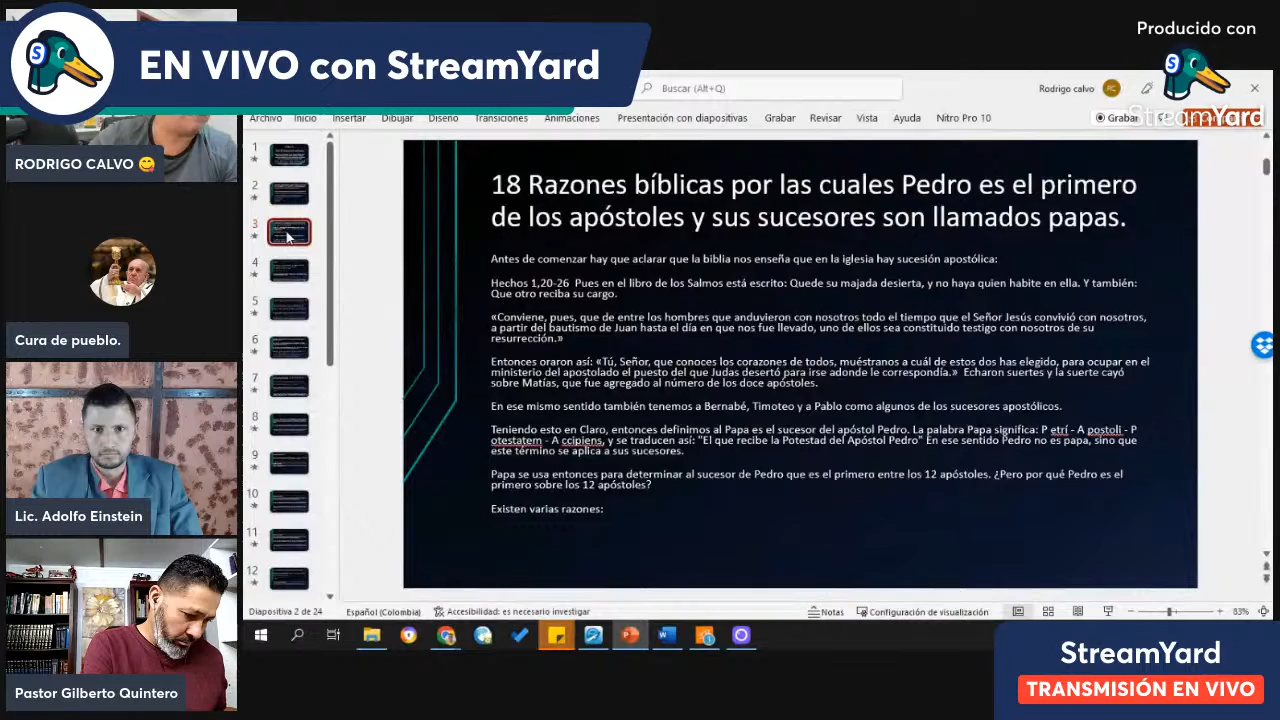 EN VIVO con StreamYard
Producido con
StreamYard
Buscar (Alt+Q)
Rodrigo calvo
RC
Archivo Inicio Insertar Dibujar Diseño Transiciones Animaciones Presentación con diapositivas Grabar Revisar Vista Ayuda Nitro Pro 10
Grabar
RODRIGO CALVO 😋
Cura de pueblo.
Lic. Adolfo Einstein
Pastor Gilberto Quintero
1
2
3
4
5
6
7
8
9
10
11
12
18 Razones bíblicas por las cuales Pedro es el primero
de los apóstoles y sus sucesores son llamados papas.
Antes de comenzar hay que aclarar que la biblia nos enseña que en la iglesia hay sucesión apostólica:
Hechos 1,20-26 Pues en el libro de los Salmos está escrito: Quede su majada desierta, y no haya quien habite en ella. Y también:
Que otro reciba su cargo.
«Conviene, pues, que de entre los hombres que anduvieron con nosotros todo el tiempo que el Señor Jesús convivió con nosotros,
a partir del bautismo de Juan hasta el día en que nos fue llevado, uno de ellos sea constituido testigo con nosotros de su
resurrección.»
Entonces oraron así: «Tú, Señor, que conoces los corazones de todos, muéstranos a cuál de estos dos has elegido, para ocupar en el
ministerio del apostolado el puesto del que Judas desertó para irse adonde le correspondía.» Echaron suertes y la suerte cayó
sobre Matías, que fue agregado al número de los doce apóstoles.
En ese mismo sentido también tenemos a Bernabé, Timoteo y a Pablo como algunos de los sucesores apostólicos.
Teniendo esto en Claro, entonces definimos que papa es el sucesor del apóstol Pedro. La palabra Papa significa: P etri - A postoli - P
otestatem - A ccipiens, y se traducen así: "El que recibe la Potestad del Apóstol Pedro" En ese sentido Pedro no es papa, sino que
este término se aplica a sus sucesores.
Papa se usa entonces para determinar al sucesor de Pedro que es el primero entre los 12 apóstoles. ¿Pero por qué Pedro es el
primero sobre los 12 apóstoles?
Existen varias razones:
Diapositiva 2 de 24 Español (Colombia) Accesibilidad: es necesario investigar Notas Configuración de visualización 83%
StreamYard
TRANSMISIÓN EN VIVO